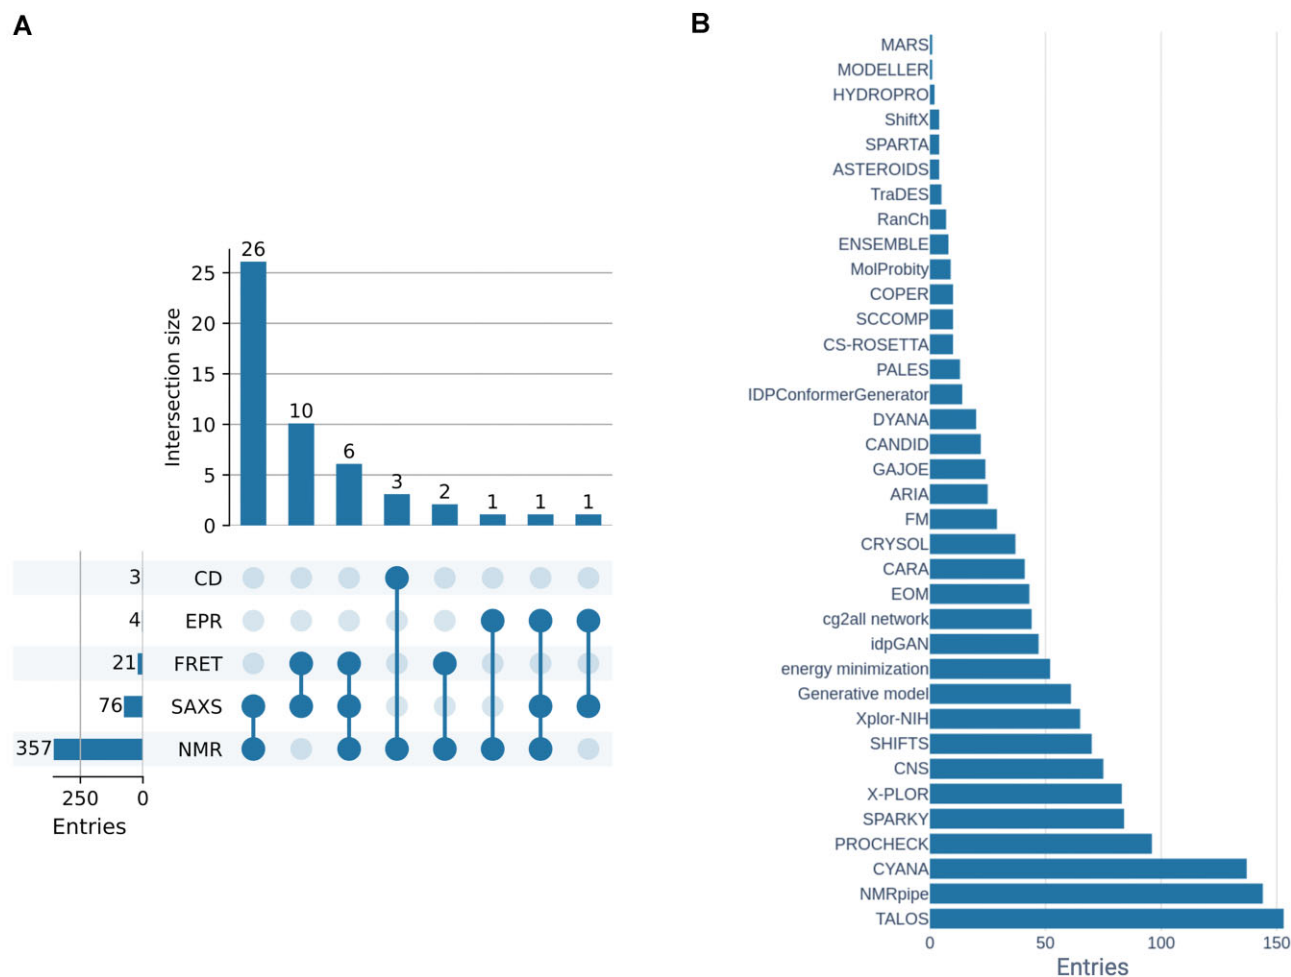 A
26
10
6
3
2
1
1
1
25
20
15
10
5
0
Intersection size
3 CD
4 EPR
21 FRET
76 SAXS
357 NMR
250 0
Entries
B
MARS
MODELLER
HYDROPRO
ShiftX
SPARTA
ASTEROIDS
TraDES
RanCh
ENSEMBLE
MolProbity
COPER
SCCOMP
CS-ROSETTA
PALES
IDPConformerGenerator
DYANA
CANDID
GAJOE
ARIA
FM
CRYSOL
CARA
EOM
cg2all network
idpGAN
energy minimization
Generative model
Xplor-NIH
SHIFTS
CNS
X-PLOR
SPARKY
PROCHECK
CYANA
NMRpipe
TALOS
0 50 100 150
Entries